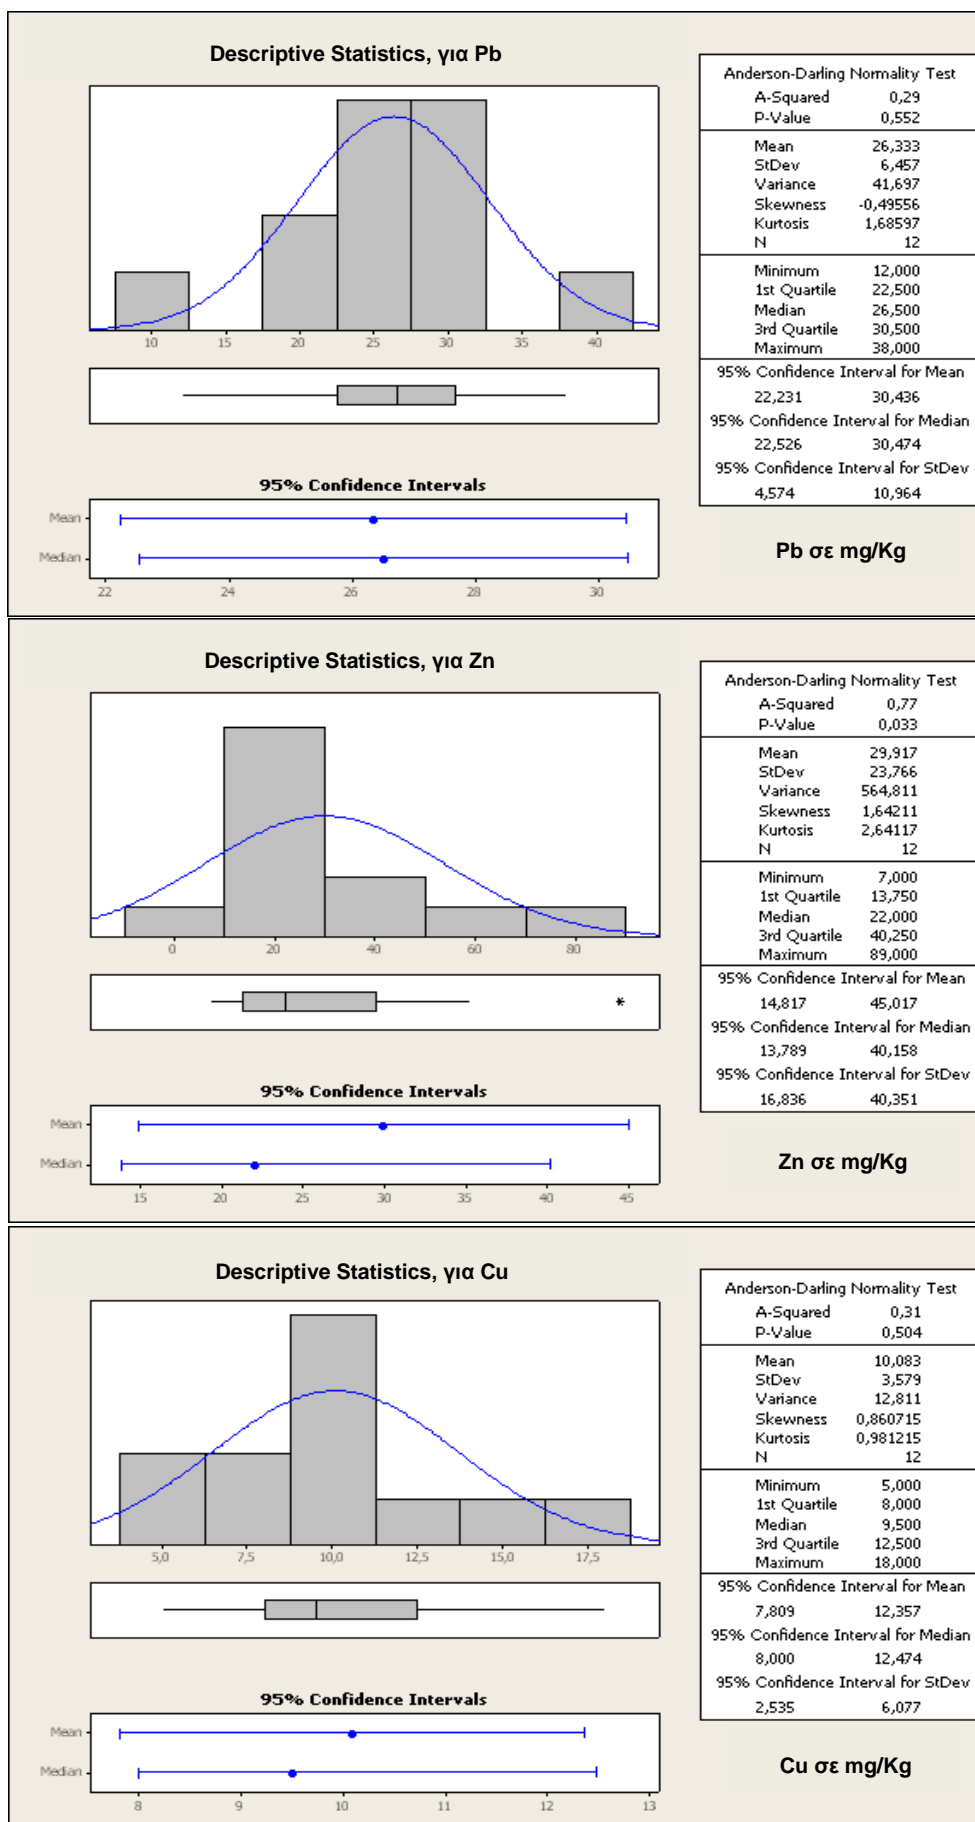 Descriptive Statistics, για Pb
10 15 20 25 30 35 40
95% Confidence Intervals
Mean
Median
22 24 26 28 30
Anderson-Darling Normality Test
A-Squared 0,29
P-Value 0,552
Mean 26,333
StDev 6,457
Variance 41,697
Skewness -0,49556
Kurtosis 1,68597
N 12
Minimum 12,000
1st Quartile 22,500
Median 26,500
3rd Quartile 30,500
Maximum 38,000
95% Confidence Interval for Mean
22,231 30,436
95% Confidence Interval for Median
22,526 30,474
95% Confidence Interval for StDev
4,574 10,964
Pb σε mg/Kg
Descriptive Statistics, για Zn
0 20 40 60 80
*
95% Confidence Intervals
Mean
Median
15 20 25 30 35 40 45
Anderson-Darling Normality Test
A-Squared 0,77
P-Value 0,033
Mean 29,917
StDev 23,766
Variance 564,811
Skewness 1,64211
Kurtosis 2,64117
N 12
Minimum 7,000
1st Quartile 13,750
Median 22,000
3rd Quartile 40,250
Maximum 89,000
95% Confidence Interval for Mean
14,817 45,017
95% Confidence Interval for Median
13,789 40,158
95% Confidence Interval for StDev
16,836 40,351
Zn σε mg/Kg
Descriptive Statistics, για Cu
5,0 7,5 10,0 12,5 15,0 17,5
95% Confidence Intervals
Mean
Median
8 9 10 11 12 13
Anderson-Darling Normality Test
A-Squared 0,31
P-Value 0,504
Mean 10,083
StDev 3,579
Variance 12,811
Skewness 0,860715
Kurtosis 0,981215
N 12
Minimum 5,000
1st Quartile 8,000
Median 9,500
3rd Quartile 12,500
Maximum 18,000
95% Confidence Interval for Mean
7,809 12,357
95% Confidence Interval for Median
8,000 12,474
95% Confidence Interval for StDev
2,535 6,077
Cu σε mg/Kg